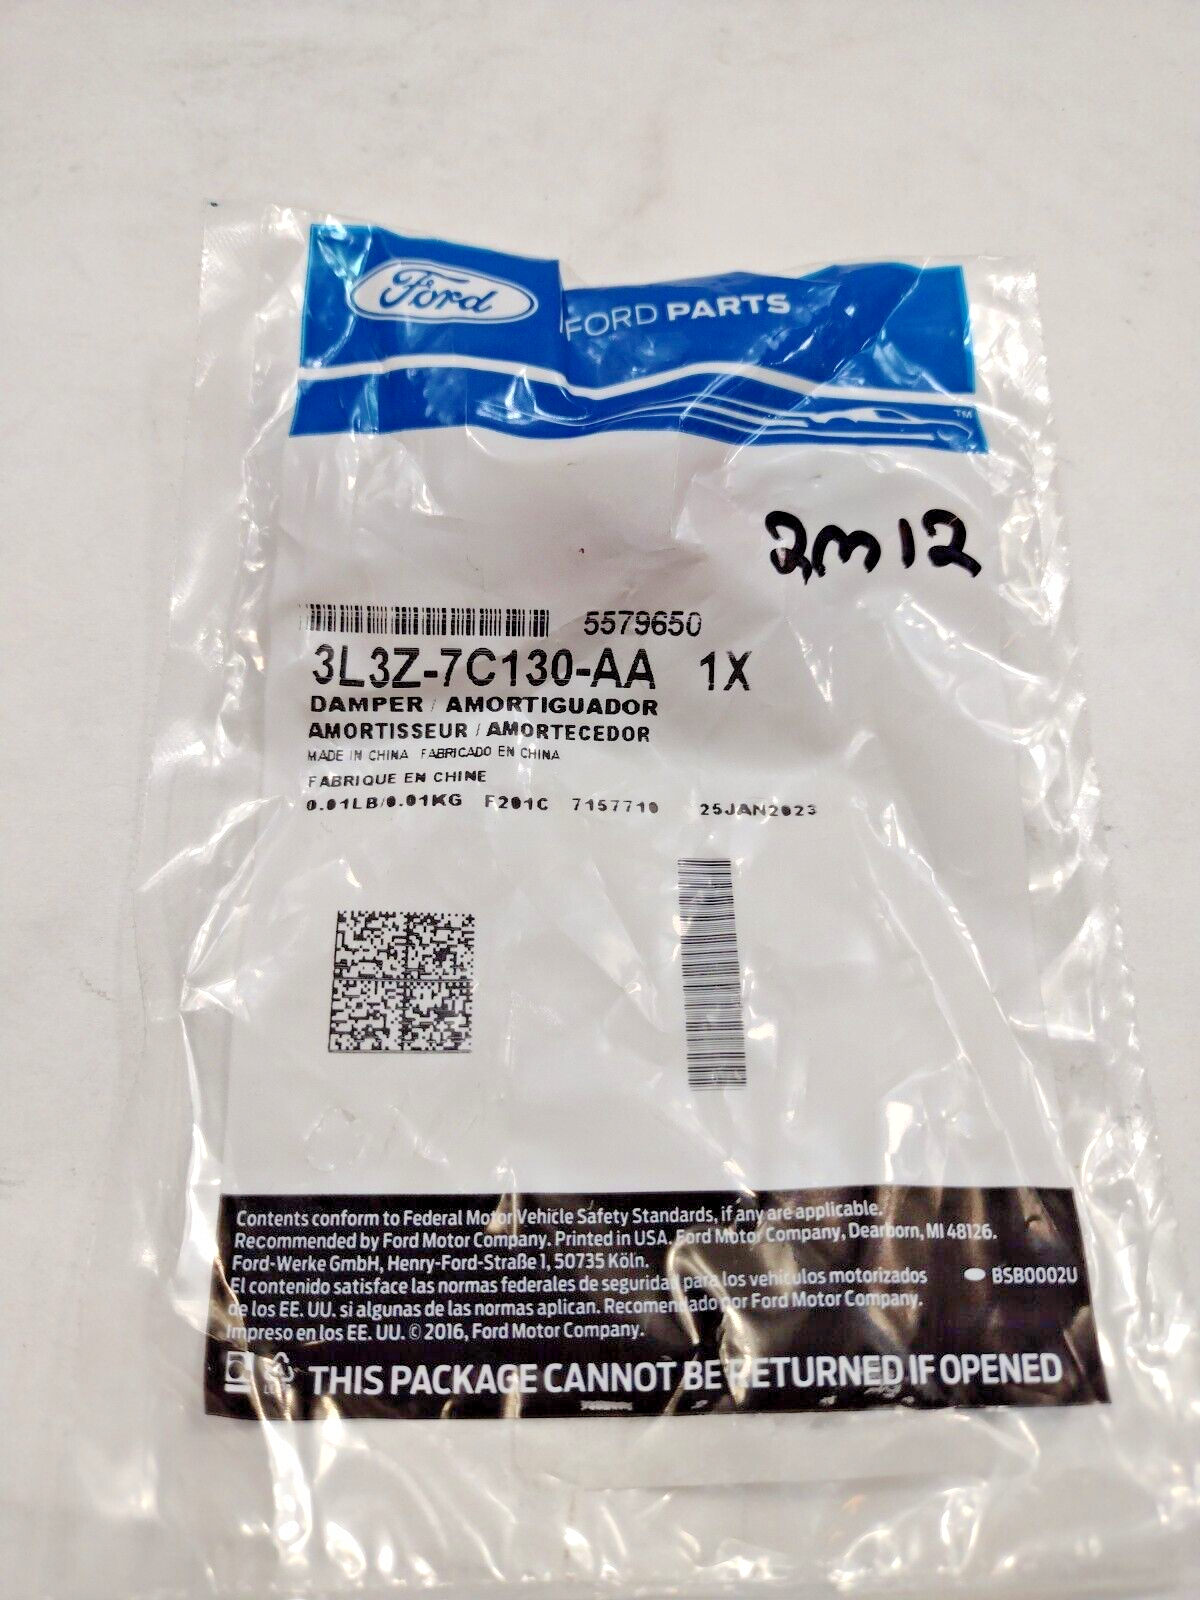 Ford
FORD PARTS
TM
2m12
5579650
3L3Z-7C130-AA 1X
DAMPER / AMORTIGUADOR
AMORTISSEUR / AMORTECEDOR
MADE IN CHINA FABRICADO EN CHINA
FABRIQUE EN CHINE
0.01LB/0.01KG F201C 7157710 25JAN2023
Contents conform to Federal Motor Vehicle Safety Standards, if any are applicable.
Recommended by Ford Motor Company. Printed in USA. Ford Motor Company, Dearborn, MI 48126.
Ford-Werke GmbH, Henry-Ford-Straße 1, 50735 Köln.
El contenido satisface las normas federales de seguridad para los vehículos motorizados
de los EE. UU. si algunas de las normas aplican. Recomendado por Ford Motor Company.
Impreso en los EE. UU. © 2016, Ford Motor Company.
BSB0002U
THIS PACKAGE CANNOT BE RETURNED IF OPENED